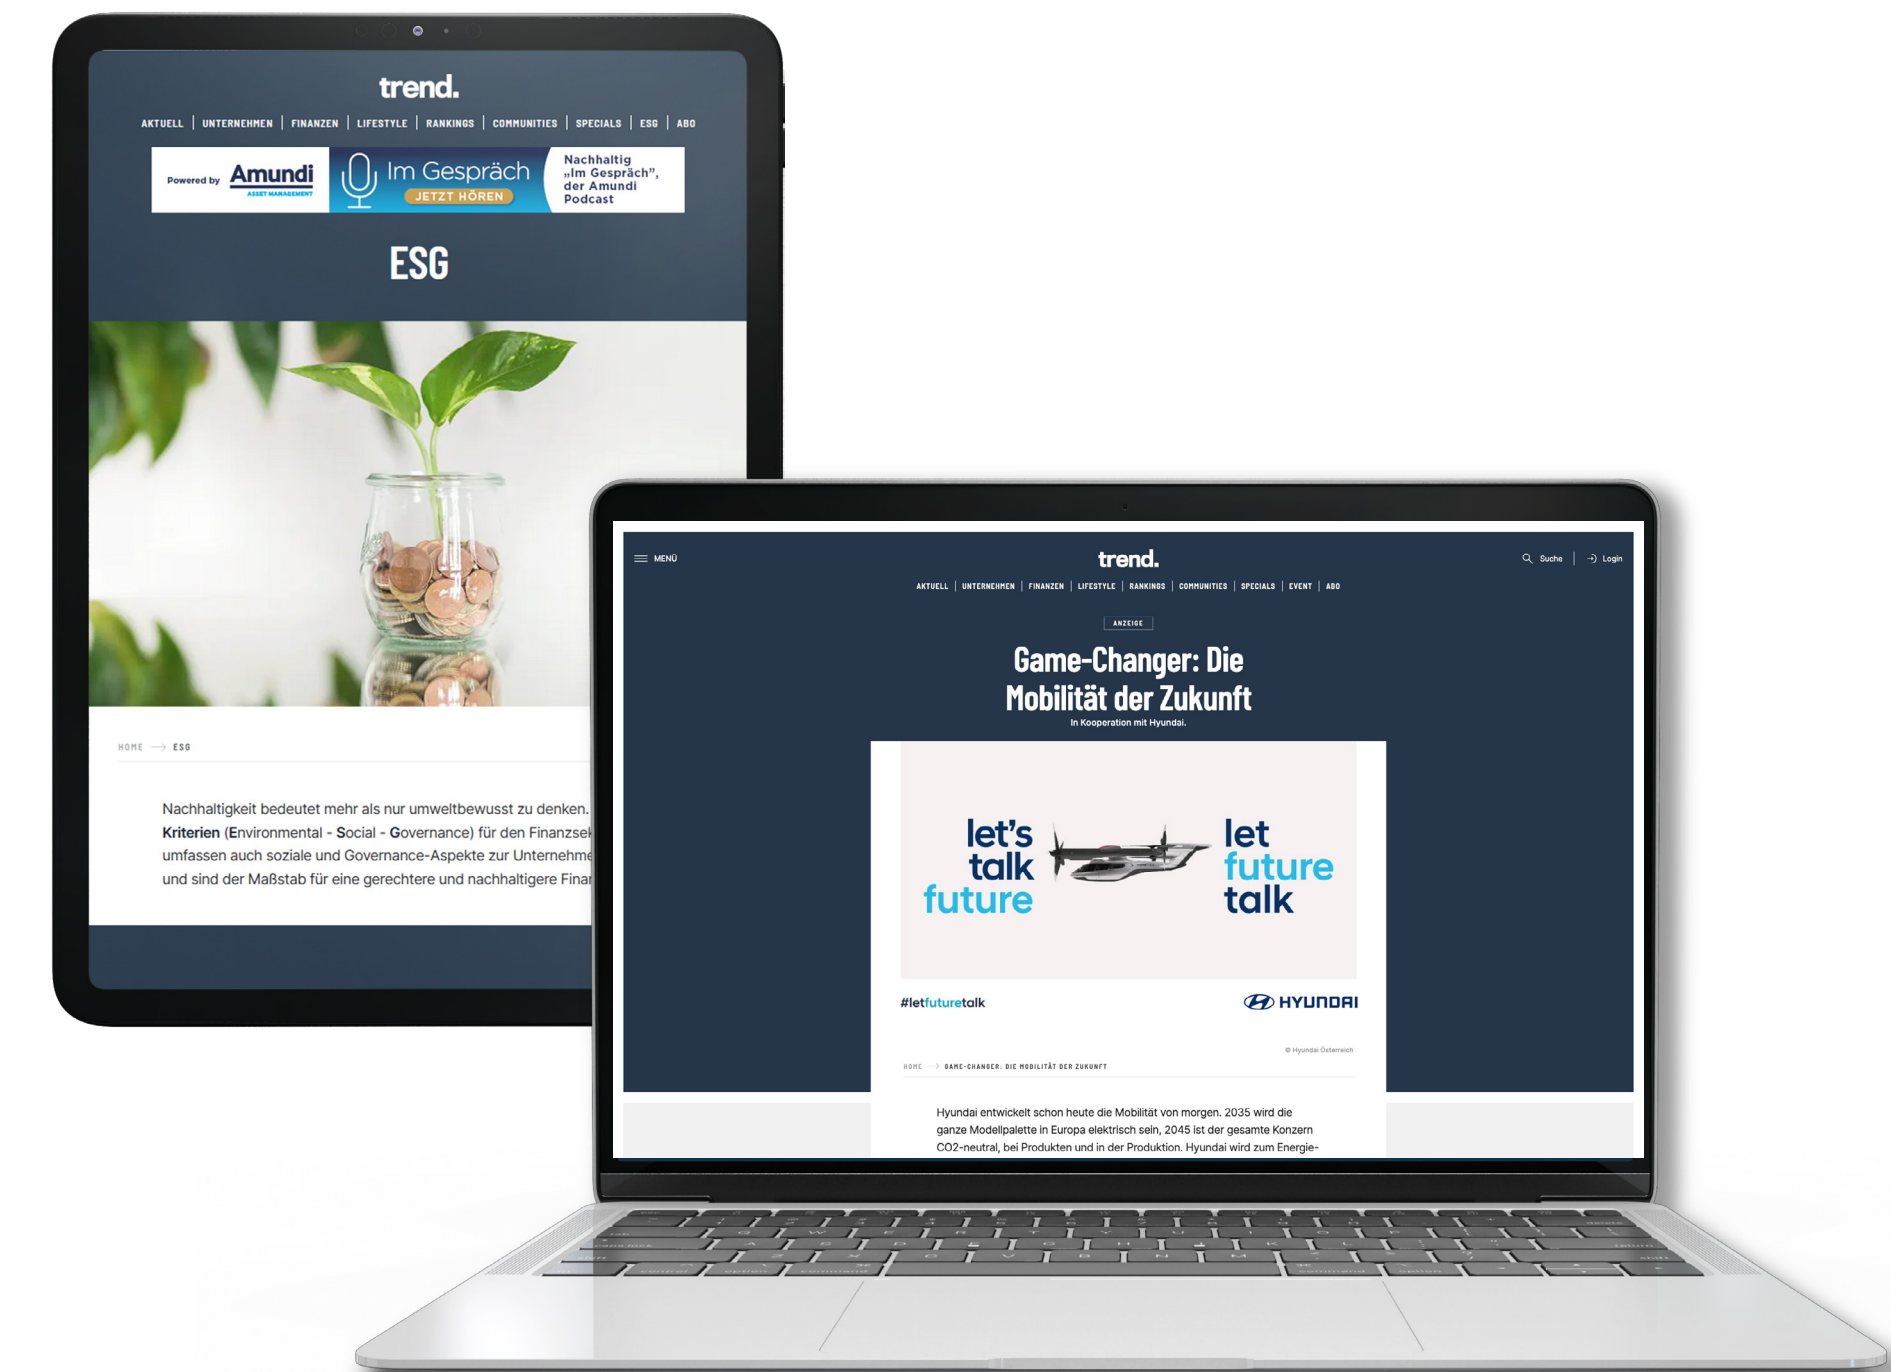 trend.
AKTUELL | UNTERNEHMEN | FINANZEN | LIFESTYLE | RANKINGS | COMMUNITIES | SPECIALS | ESG | ABO
Powered by Amundi
ASSET MANAGEMENT
Im Gespräch
JETZT HÖREN
Nachhaltig
„Im Gespräch”,
der Amundi
Podcast
ESG
HOME → ESG
Nachhaltigkeit bedeutet mehr als nur umweltbewusst zu denken.
Kriterien (Environmental - Social - Governance) für den
umfassen auch soziale und Governance-Aspekte zur
und sind der Maßstab für eine gerechtere und nachhaltigere
MENÜ
trend.
Suche | Login
AKTUELL | UNTERNEHMEN | FINANZEN | LIFESTYLE | RANKINGS | COMMUNITIES | SPECIALS | EVENT | ABO
ANZEIGE
Game-Changer: Die
Mobilität der Zukunft
In Kooperation mit Hyundai.
let's
talk
future
let
future
talk
#letfuturetalk
HYUNDAI
© Hyundai Österreich
HOME → GAME-CHANGER: DIE MOBILITÄT DER ZUKUNFT
Hyundai entwickelt schon heute die Mobilität von morgen. 2035 wird die
ganze Modellpalette in Europa elektrisch sein, 2045 ist der gesamte Konzern
CO2-neutral, bei Produkten und in der Produktion. Hyundai wird zum Energie-